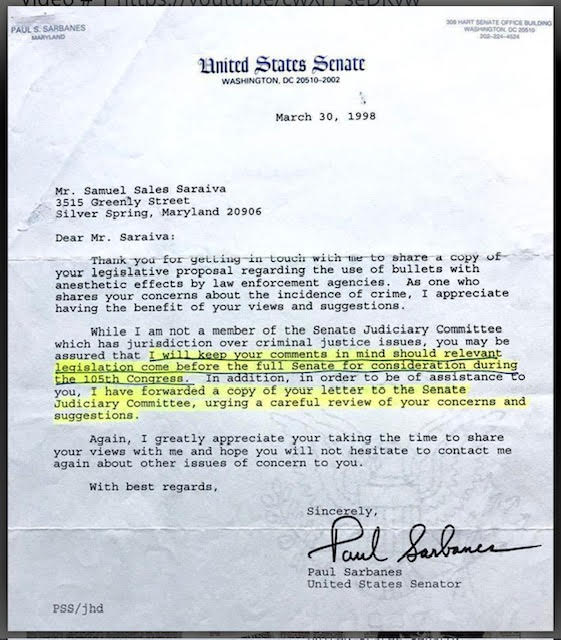 PAUL S. SARBANES
MARYLAND
309 HART SENATE OFFICE BUILDING
WASHINGTON, DC 20510
202-224-4524
United States Senate
WASHINGTON, DC 20510-2002
March 30, 1998
Mr. Samuel Sales Saraiva
3515 Greenly Street
Silver Spring, Maryland 20906
Dear Mr. Saraiva:
Thank you for getting in touch with me to share a copy of
your legislative proposal regarding the use of bullets with
anesthetic effects by law enforcement agencies. As one who
shares your concerns about the incidence of crime, I appreciate
having the benefit of your views and suggestions.
While I am not a member of the Senate Judiciary Committee
which has jurisdiction over criminal justice issues, you may be
assured that I will keep your comments in mind should relevant
legislation come before the full Senate for consideration during
the 105th Congress. In addition, in order to be of assistance to
you, I have forwarded a copy of your letter to the Senate
Judiciary Committee, urging a careful review of your concerns and
suggestions.
Again, I greatly appreciate your taking the time to share
your views with me and hope you will not hesitate to contact me
again about other issues of concern to you.
With best regards,
Sincerely,
Paul Sarbanes
Paul Sarbanes
United States Senator
PSS/jhd